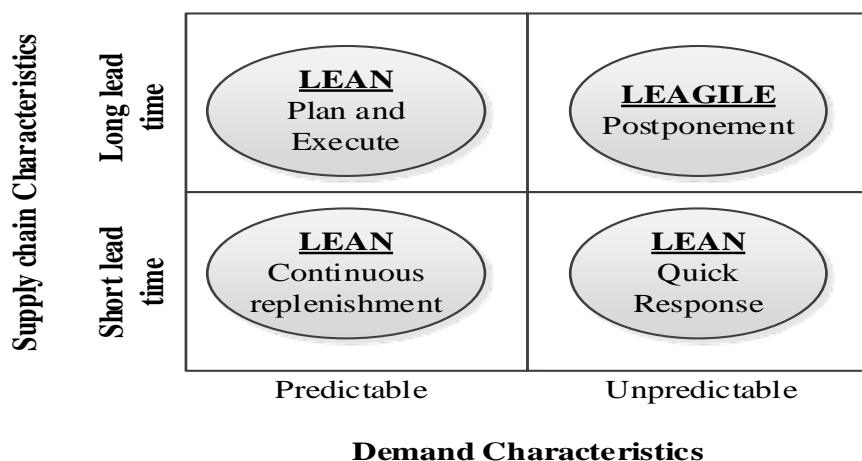 Supply chain Characteristics
Long lead
time
LEAN
Plan and
Execute
LEAGILE
Postponement
Short lead
time
LEAN
Continuous
replenishment
LEAN
Quick
Response
Predictable
Unpredictable
Demand Characteristics